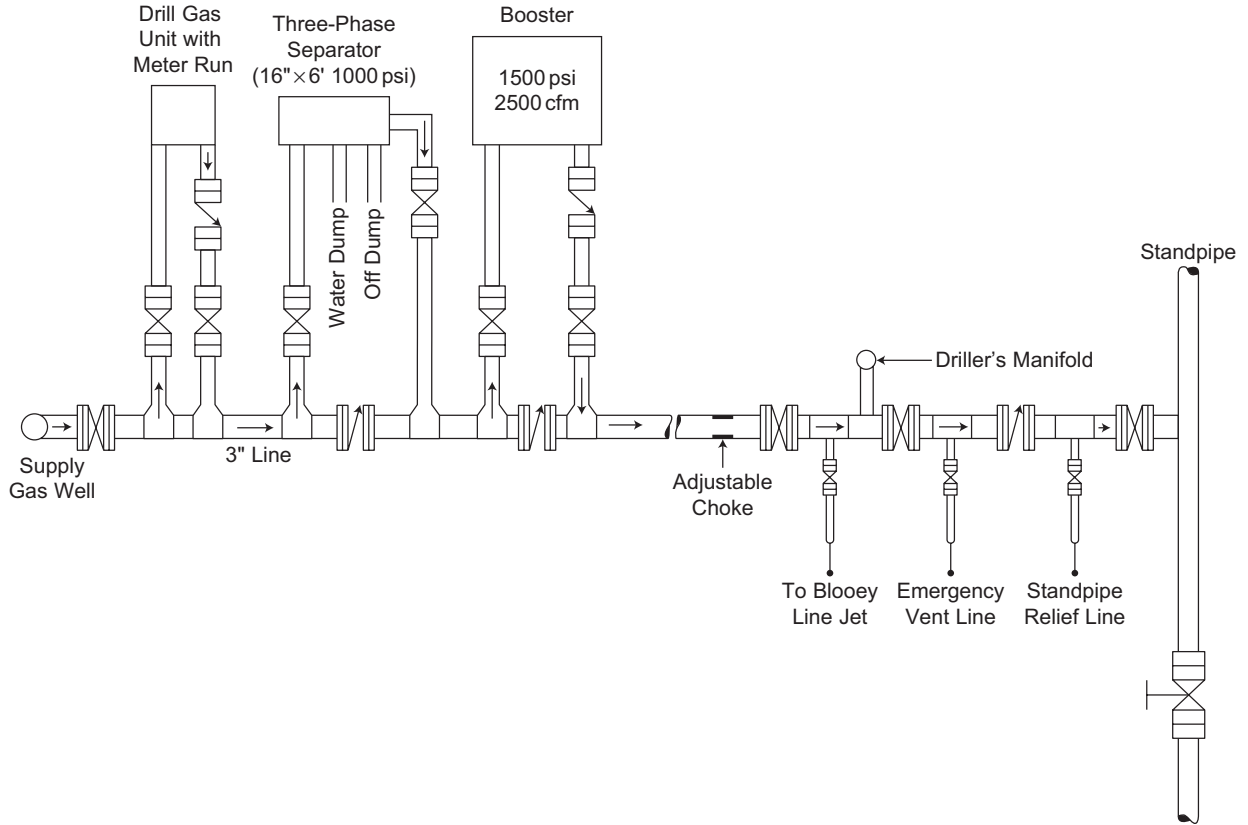 Drill Gas
Unit with
Meter Run
Three-Phase
Separator
(16"×6' 1000 psi)
Booster
1500 psi
2500 cfm
Water Dump
Off Dump
Standpipe
Driller's Manifold
3" Line
Supply
Gas Well
Adjustable
Choke
To Blooey
Line Jet
Emergency
Vent Line
Standpipe
Relief Line